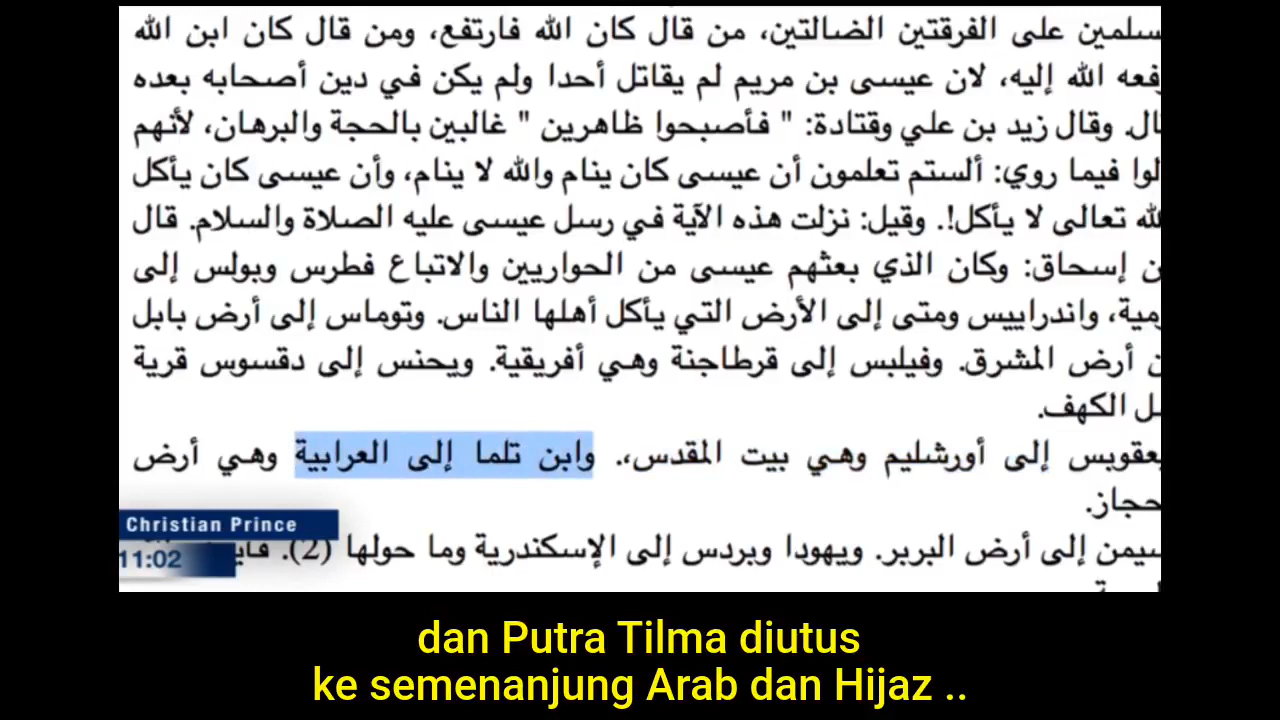 سلمين على الفرقتين الضالتين، من قال كان الله فارتفع، ومن قال كان ابن الله
فعه الله إليه، لان عيسى بن مريم لم يقاتل أحدا ولم يكن في دين أصحابه بعده
ال. وقال زيد بن علي وقتادة: " فأصبحوا ظاهرين " غالبين بالحجة والبرهان، لأنهم
لوا فيما روي: ألستم تعلمون أن عيسى كان ينام والله لا ينام، وأن عيسى كان يأكل
لله تعالى لا يأكل!. وقيل: نزلت هذه الآية في رسل عيسى عليه الصلاة والسلام. قال
ن إسحاق: وكان الذي بعثهم عيسى من الحواريين والاتباع فطرس وبولس إلى
ومية، واندراييس ومتى إلى الأرض التي يأكل أهلها الناس. وتوماس إلى أرض بابل
ن أرض المشرق. وفيلبس إلى قرطاجنة وهي أفريقية. ويحنس إلى دقسوس قرية
ل الكهف.
يعقوبس إلى أورشليم وهي بيت المقدس،. وابن تلما إلى العرابية وهي أرض
حجاز.
سيمن إلى أرض البربر. ويهودا وبردس إلى الإسكندرية وما حولها (2).
Christian Prince
11:02
dan Putra Tilma diutus
ke semenanjung Arab dan Hijaz ..